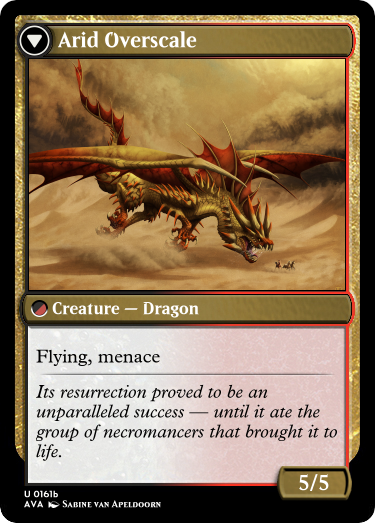 Arid Overscale
Creature — Dragon
Flying, menace
Its resurrection proved to be an
unparalleled success — until it ate the
group of necromancers that brought it to
life.
5/5
U 0161b
AVA Sabine van Apeldoorn